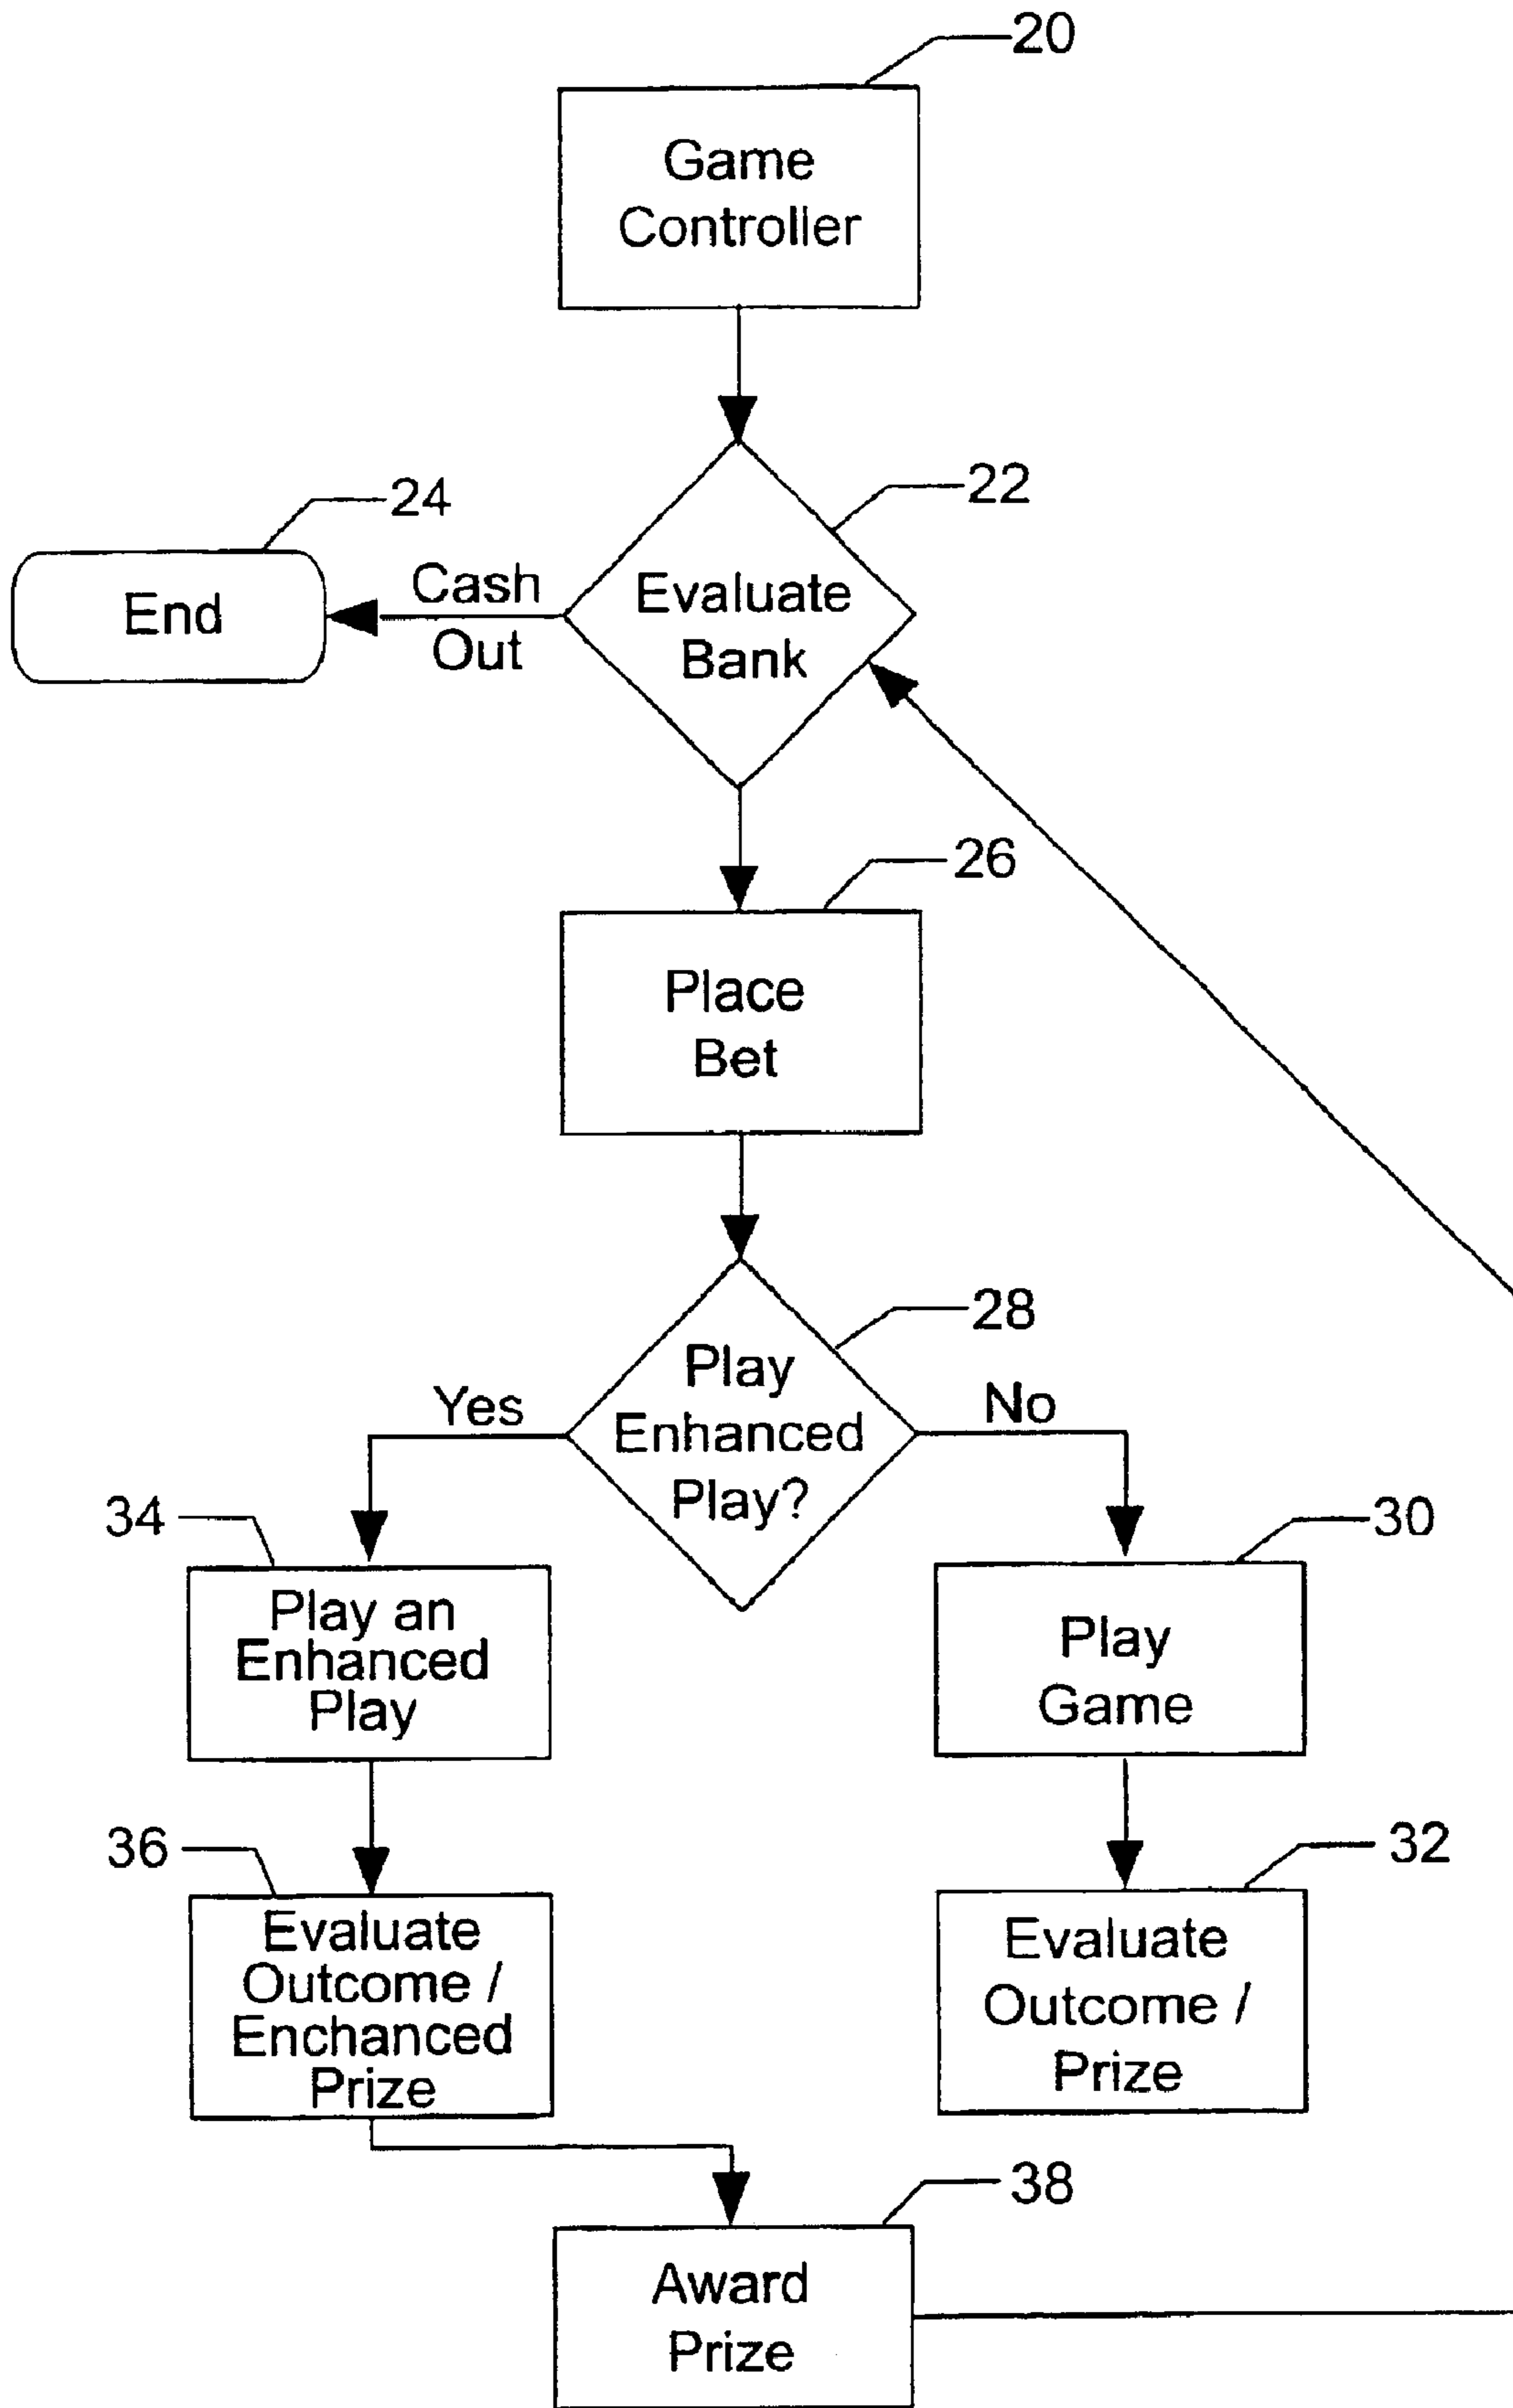 20
Game
Controller
22
24
End
Cash
Out
Evaluate
Bank
26
Place
Bet
28
Play
Enhanced
Play?
Yes
No
34
Play an
Enhanced
Play
30
Play
Game
36
Evaluate
Outcome /
Enchanced
Prize
32
Evaluate
Outcome /
Prize
38
Award
Prize